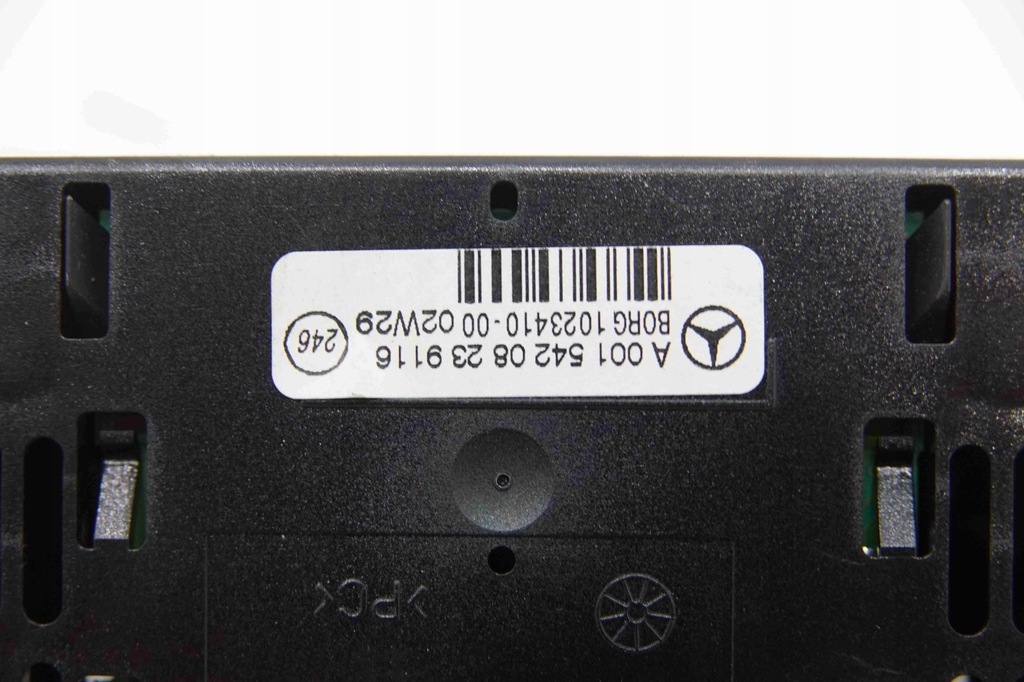 A 001 542 08 23 9116
BORG 1023410-00 02W29
246
>PC<